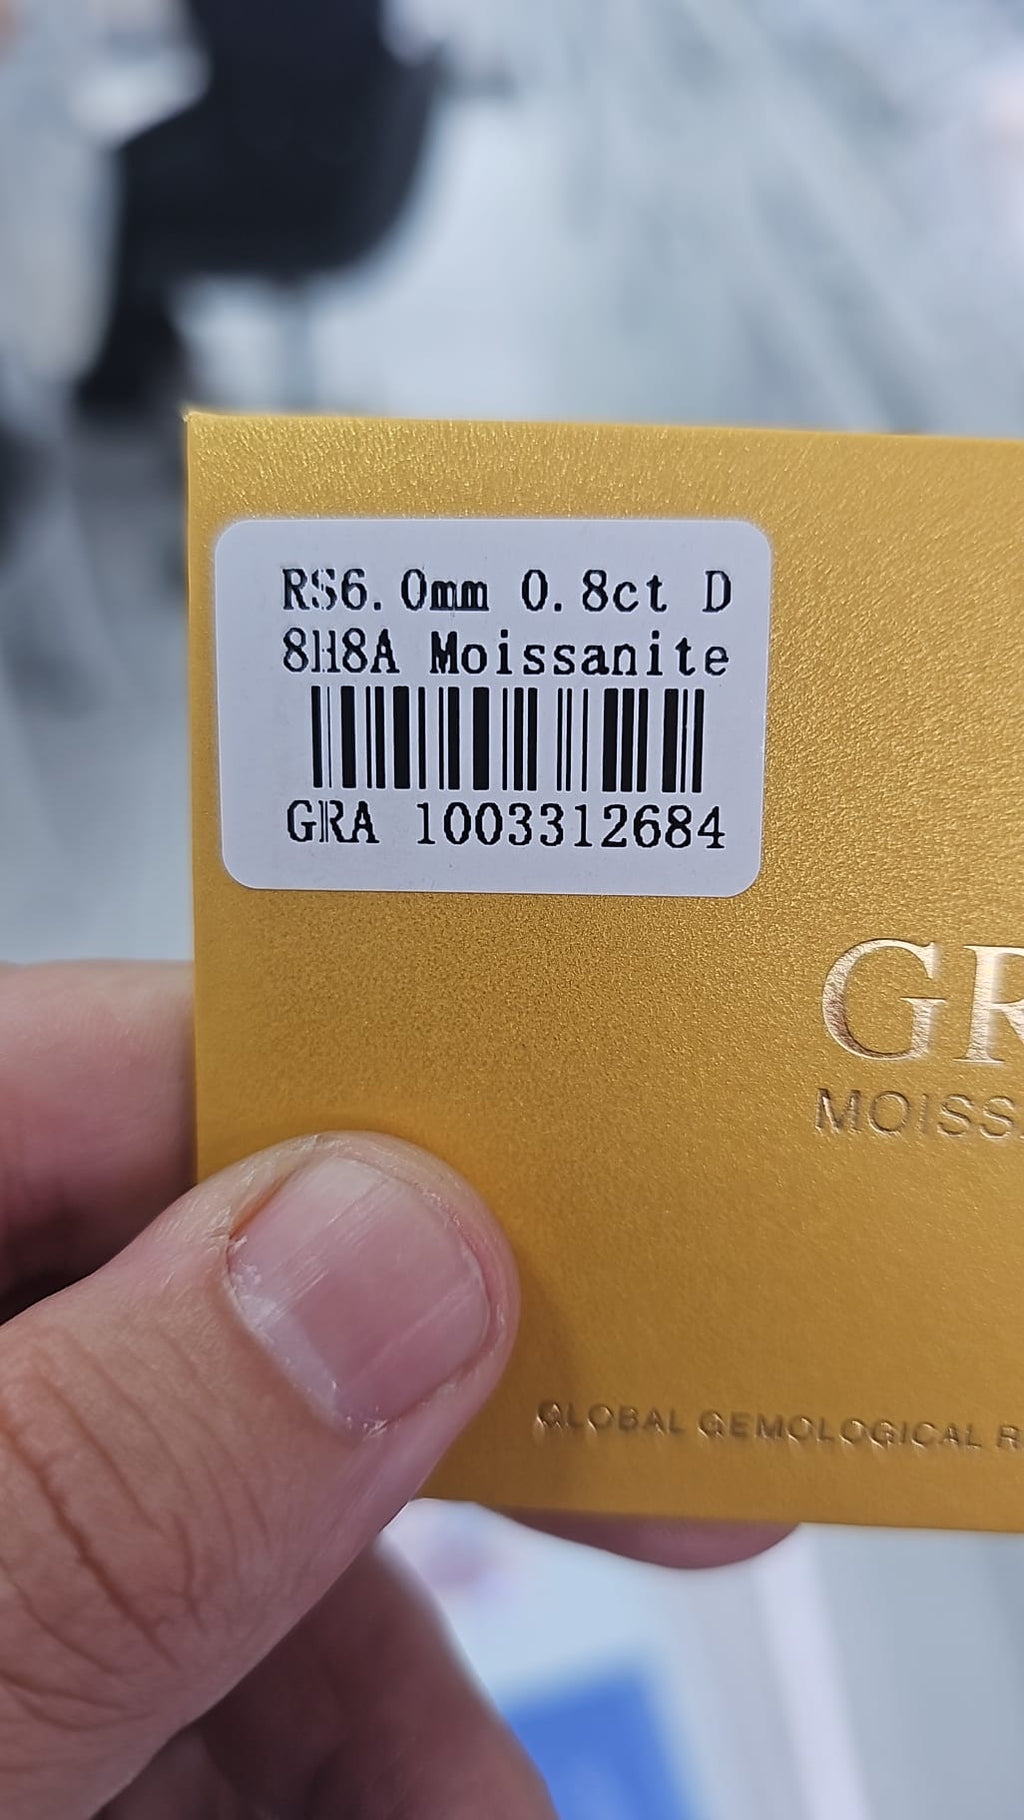 RS6.0mm 0.8ct D
8H8A Moissanite
GRA 1003312684
GR
MOISS
GLOBAL GEMOLOGICAL R